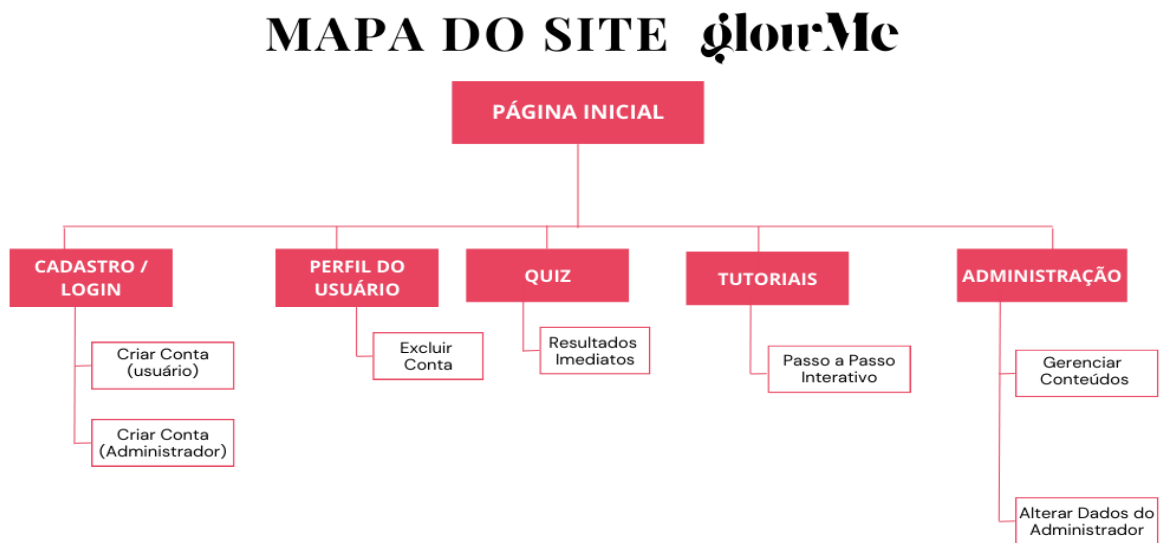 MAPA DO SITE glowMe
PÁGINA INICIAL
CADASTRO /
LOGIN
Criar Conta
(usuário)
Criar Conta
(Administrador)
PERFIL DO
USUÁRIO
Excluir
Conta
QUIZ
Resultados
Imediatos
TUTORIAIS
Passo a Passo
Interativo
ADMINISTRAÇÃO
Gerenciar
Conteúdos
Alterar Dados do
Administrador